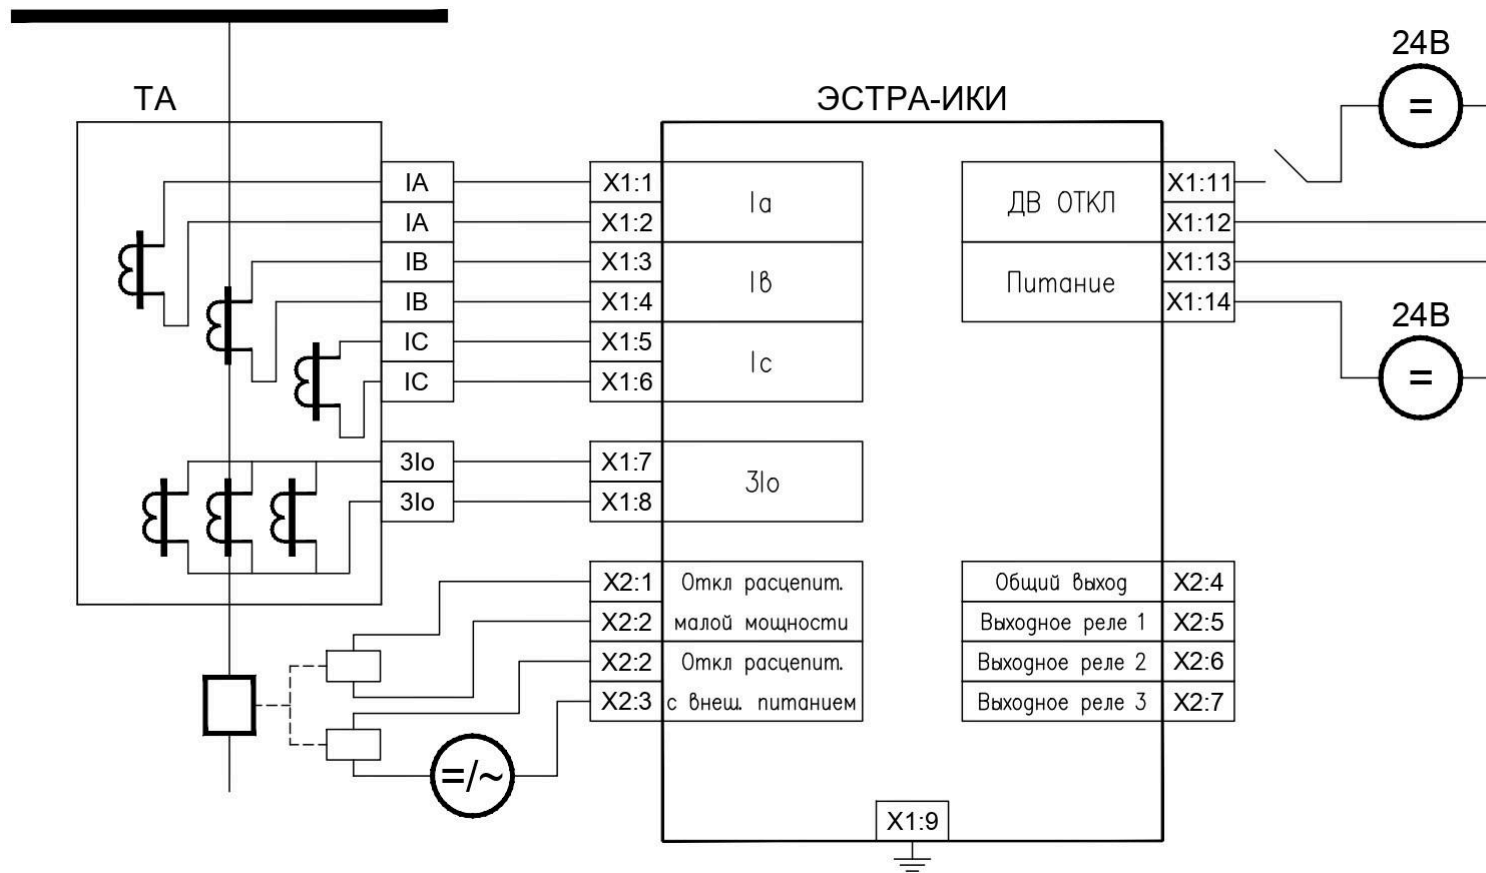 24В
ТА
ЭСТРА-ИКИ
=
IA
X1:1
Ia
ДВ ОТКЛ
X1:11
IA
X1:2
X1:12
IB
X1:3
Iв
Питание
X1:13
IB
X1:4
X1:14
24В
IC
X1:5
Ic
IC
X1:6
=
3Io
X1:7
3Io
3Io
X1:8
X2:1
Откл расцепит.
Общий выход
X2:4
X2:2
малой мощности
Выходное реле 1
X2:5
X2:2
Откл расцепит.
Выходное реле 2
X2:6
X2:3
с внеш. питанием
Выходное реле 3
X2:7
=/~
X1:9